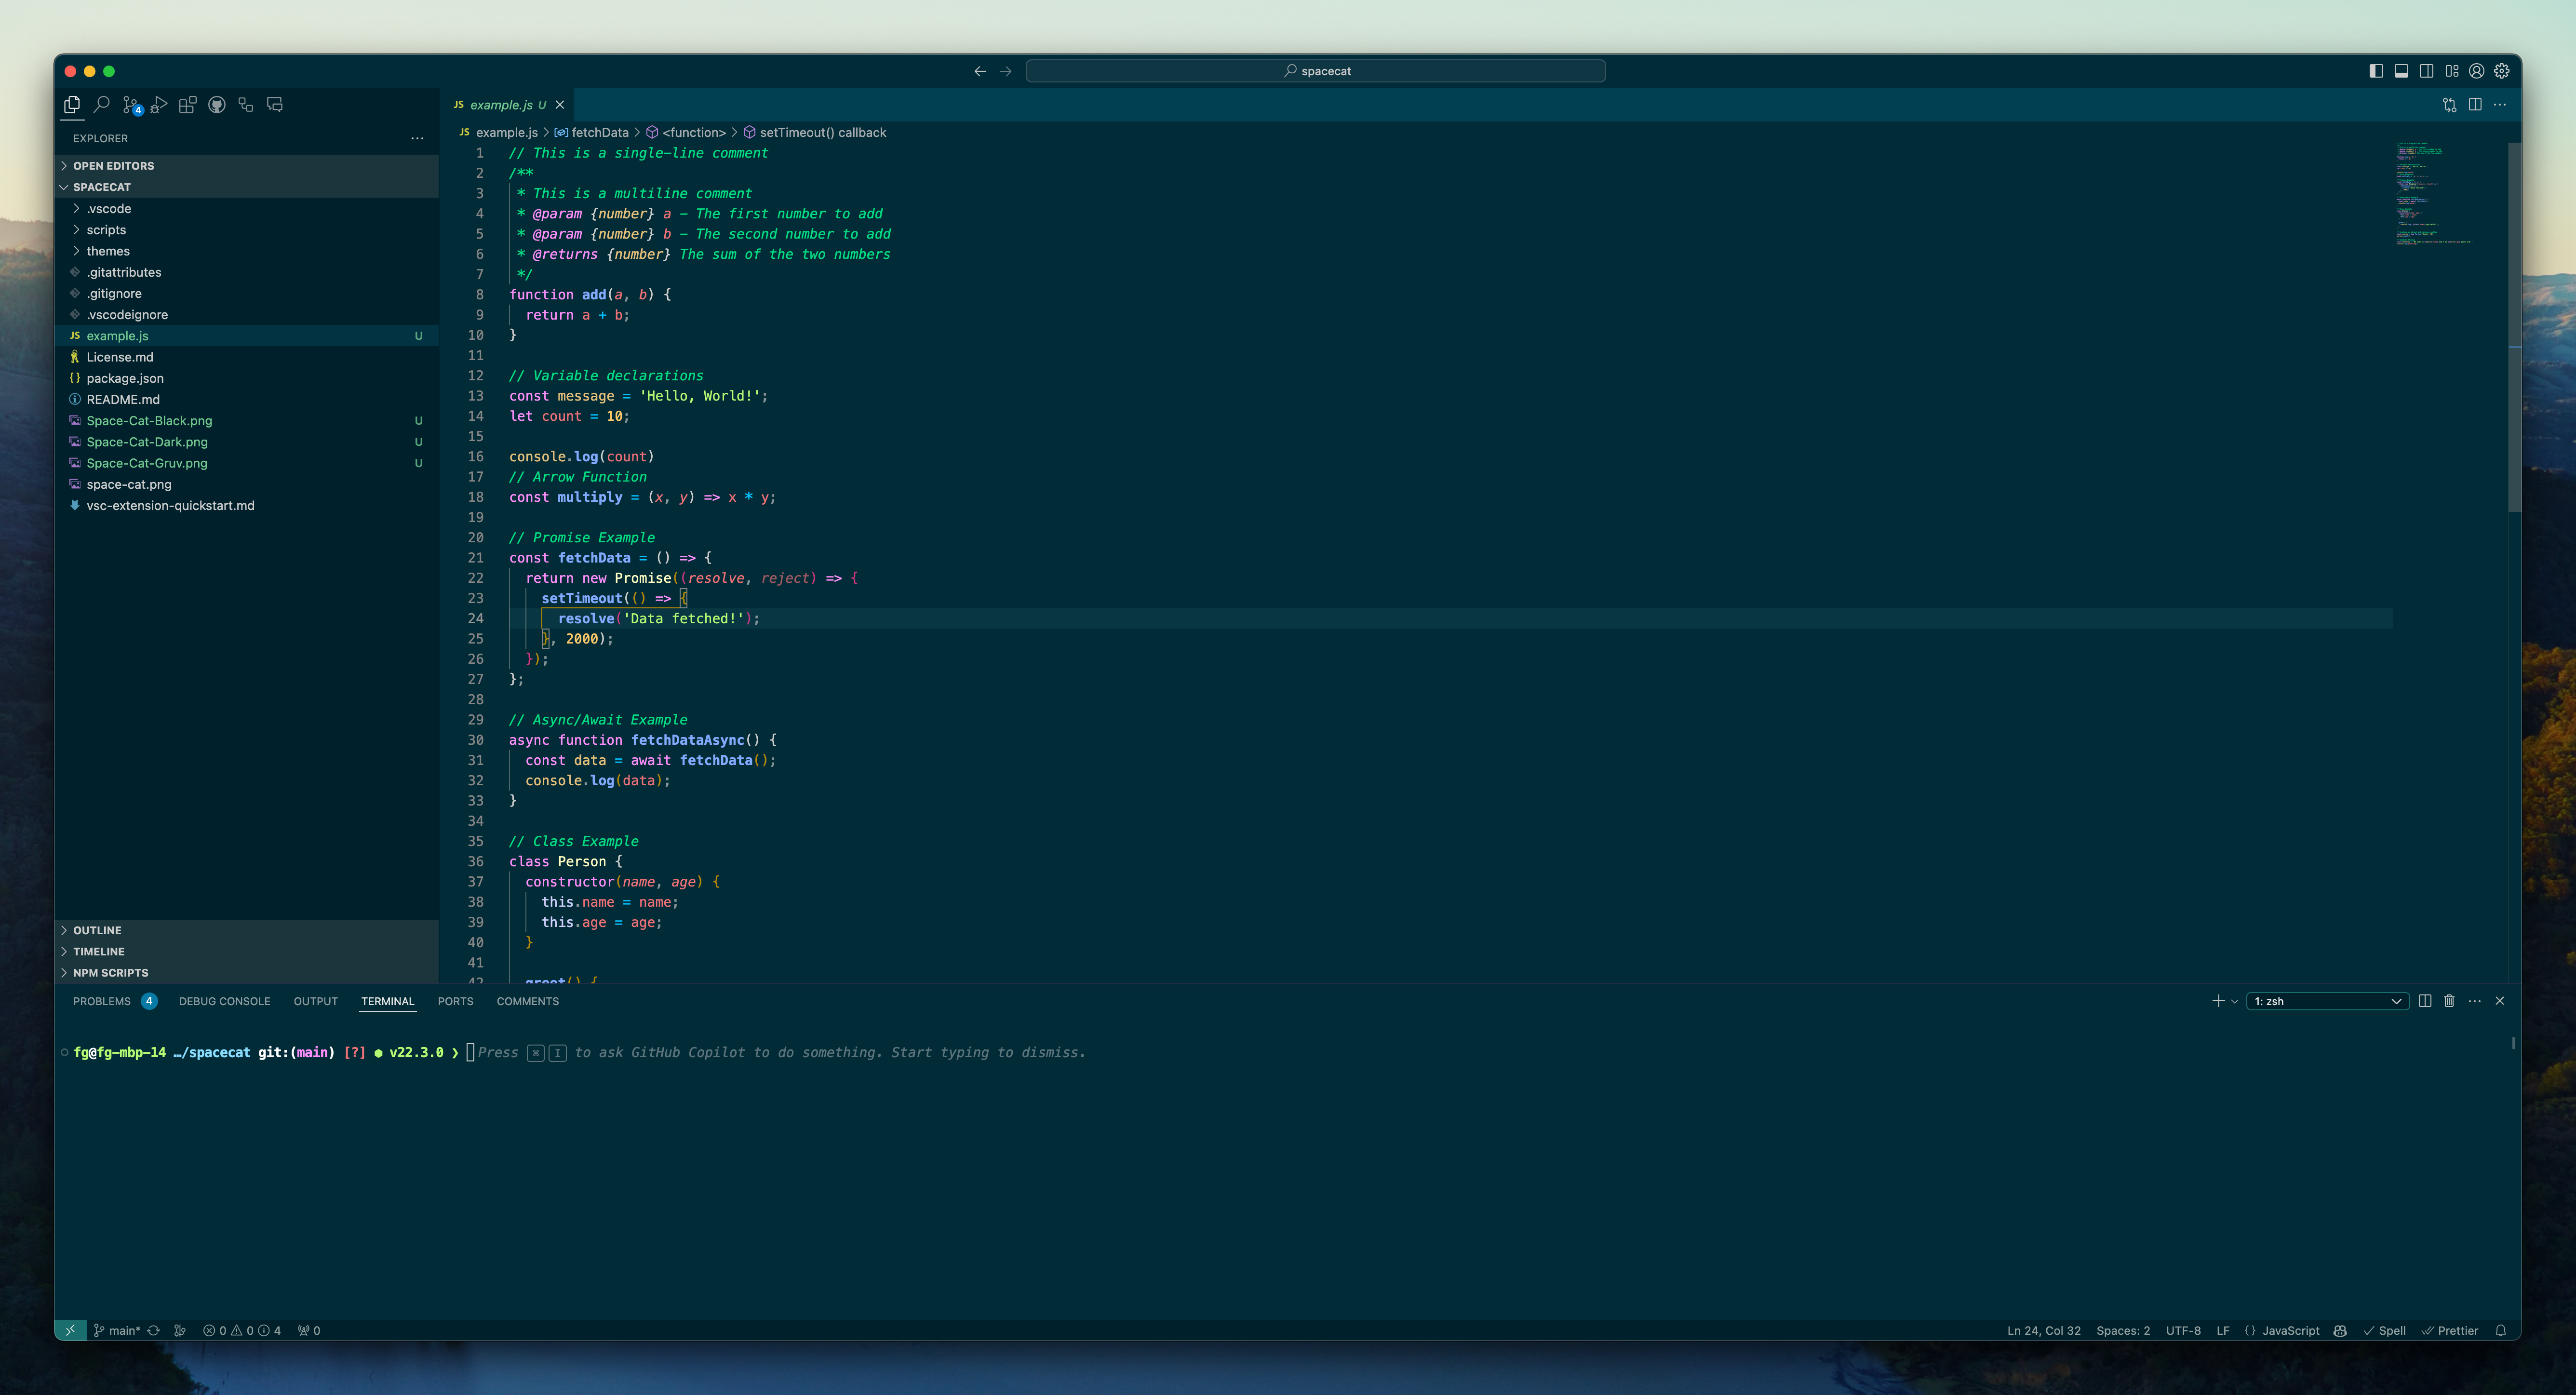 spacecat
EXPLORER
OPEN EDITORS
SPACECAT
.vscode
scripts
themes
.gitattributes
.gitignore
.vscodeignore
JS example.js U
License.md
{} package.json
README.md
Space-Cat-Black.png U
Space-Cat-Dark.png U
Space-Cat-Gruv.png U
space-cat.png
vsc-extension-quickstart.md
OUTLINE
TIMELINE
NPM SCRIPTS
4
JS example.js U
JS example.js > fetchData > <function> > setTimeout() callback
1 // This is a single-line comment
2 /**
3  * This is a multiline comment
4  * @param {number} a - The first number to add
5  * @param {number} b - The second number to add
6  * @returns {number} The sum of the two numbers
7  */
8 function add(a, b) {
9   return a + b;
10 }
11
12 // Variable declarations
13 const message = 'Hello, World!';
14 let count = 10;
15
16 console.log(count)
17 // Arrow Function
18 const multiply = (x, y) => x * y;
19
20 // Promise Example
21 const fetchData = () => {
22   return new Promise((resolve, reject) => {
23     setTimeout(() => {
24       resolve('Data fetched!');
25     }, 2000);
26   });
27 };
28
29 // Async/Await Example
30 async function fetchDataAsync() {
31   const data = await fetchData();
32   console.log(data);
33 }
34
35 // Class Example
36 class Person {
37   constructor(name, age) {
38     this.name = name;
39     this.age = age;
40   }
41
42   greet() {
PROBLEMS 4 DEBUG CONSOLE OUTPUT TERMINAL PORTS COMMENTS
1: zsh
fg@fg-mbp-14 …/spacecat git:(main) [?] ⬢ v22.3.0 ❯ Press ⌘ I to ask GitHub Copilot to do something. Start typing to dismiss.
main* 0 0 4 0
Ln 24, Col 32 Spaces: 2 UTF-8 LF {} JavaScript Spell Prettier